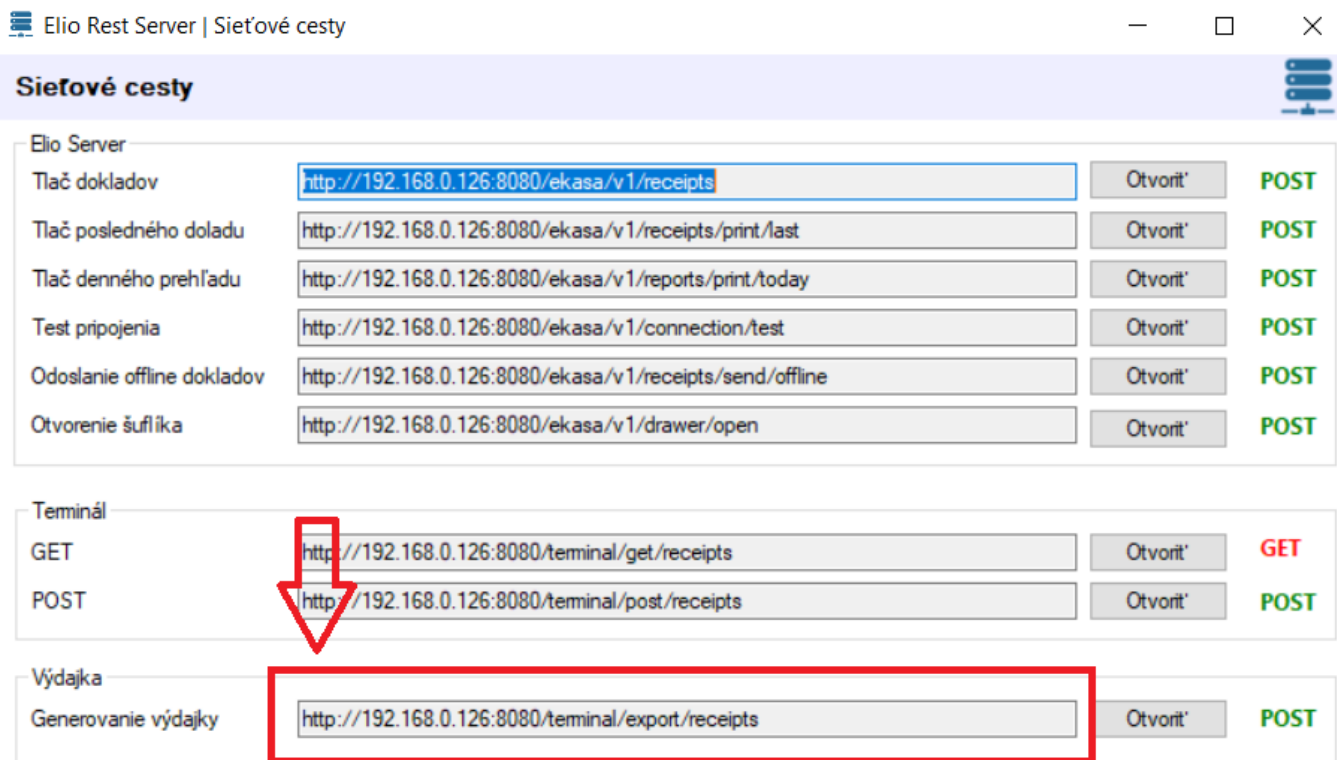 Elio Rest Server | Sieťové cesty
Sieťové cesty
Elio Server
Tlač dokladov http://192.168.0.126:8080/ekasa/v1/receipts Otvoriť POST
Tlač posledného doladu http://192.168.0.126:8080/ekasa/v1/receipts/print/last Otvoriť POST
Tlač denného prehľadu http://192.168.0.126:8080/ekasa/v1/reports/print/today Otvoriť POST
Test pripojenia http://192.168.0.126:8080/ekasa/v1/connection/test Otvoriť POST
Odoslanie offline dokladov http://192.168.0.126:8080/ekasa/v1/receipts/send/offline Otvoriť POST
Otvorenie šuflíka http://192.168.0.126:8080/ekasa/v1/drawer/open Otvoriť POST
Terminál
GET http://192.168.0.126:8080/terminal/get/receipts Otvoriť GET
POST http://192.168.0.126:8080/terminal/post/receipts Otvoriť POST
Výdajka
Generovanie výdajky http://192.168.0.126:8080/terminal/export/receipts Otvoriť POST